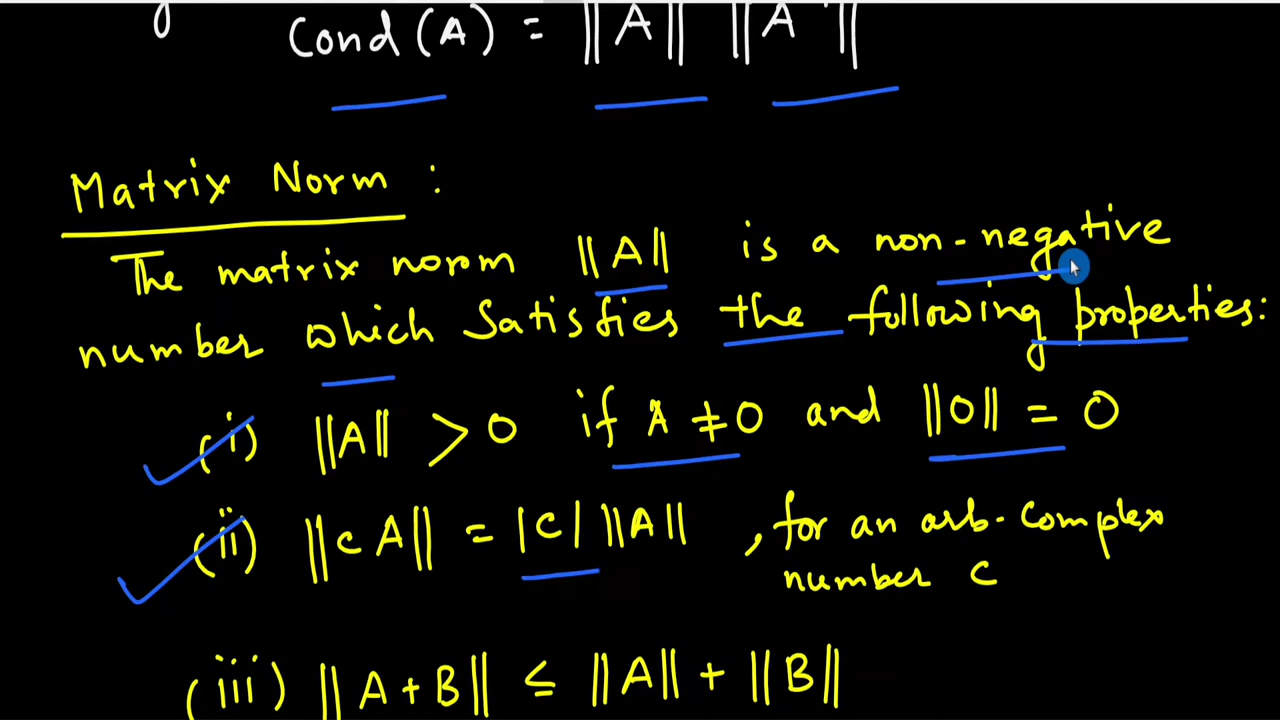 Cond(A) = ||A|| ||A
Matrix Norm :
The matrix norm ||A|| is a non-negative
number which satisfies the following properties:
(i) ||A|| > 0 if A ≠ 0 and ||0|| = 0
(ii) ||cA|| = |c| ||A|| , for an arb. complex
number c
(iii) ||A+B|| ≤ ||A|| + ||B||